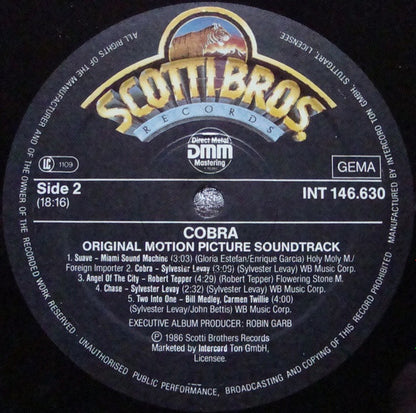 ALL RIGHTS OF THE MANUFACTURER AND OF THE OWNER OF THE RECORDED WORK RESERVED
UNAUTHORISED PUBLIC PERFORMANCE, BROADCASTING AND COPYING OF THIS RECORD PROHIBITED
MANUFACTURED BY INTERCORD TON GMBH, STUTTGART, LICENSEE.
SCOTTI BROS.
RECORDS
Direct Metal
DMM
Mastering
LC 1109
GEMA
Side 2
INT 146.630
(18:16)
COBRA
ORIGINAL MOTION PICTURE SOUNDTRACK
1. Suave – Miami Sound Machine (3:03) (Gloria Estefan/Enrique Garcia) Holy Moly M./
Foreign Importer 2. Cobra – Sylvester Levay (3:09) (Sylvester Levay) WB Music Corp.
3. Angel Of The City – Robert Tepper (4:29) (Robert Tepper) Flowering Stone M.
4. Chase – Sylvester Levay (2:32) (Sylvester Levay) WB Music Corp.
5. Two Into One – Bill Medley, Carmen Twillie (4:00)
(Sylvester Levay/John Bettis) WB Music Corp.
EXECUTIVE ALBUM PRODUCER: ROBIN GARB
Ⓟ 1986 Scotti Brothers Records
Marketed by Intercord Ton GmbH,
Licensee.